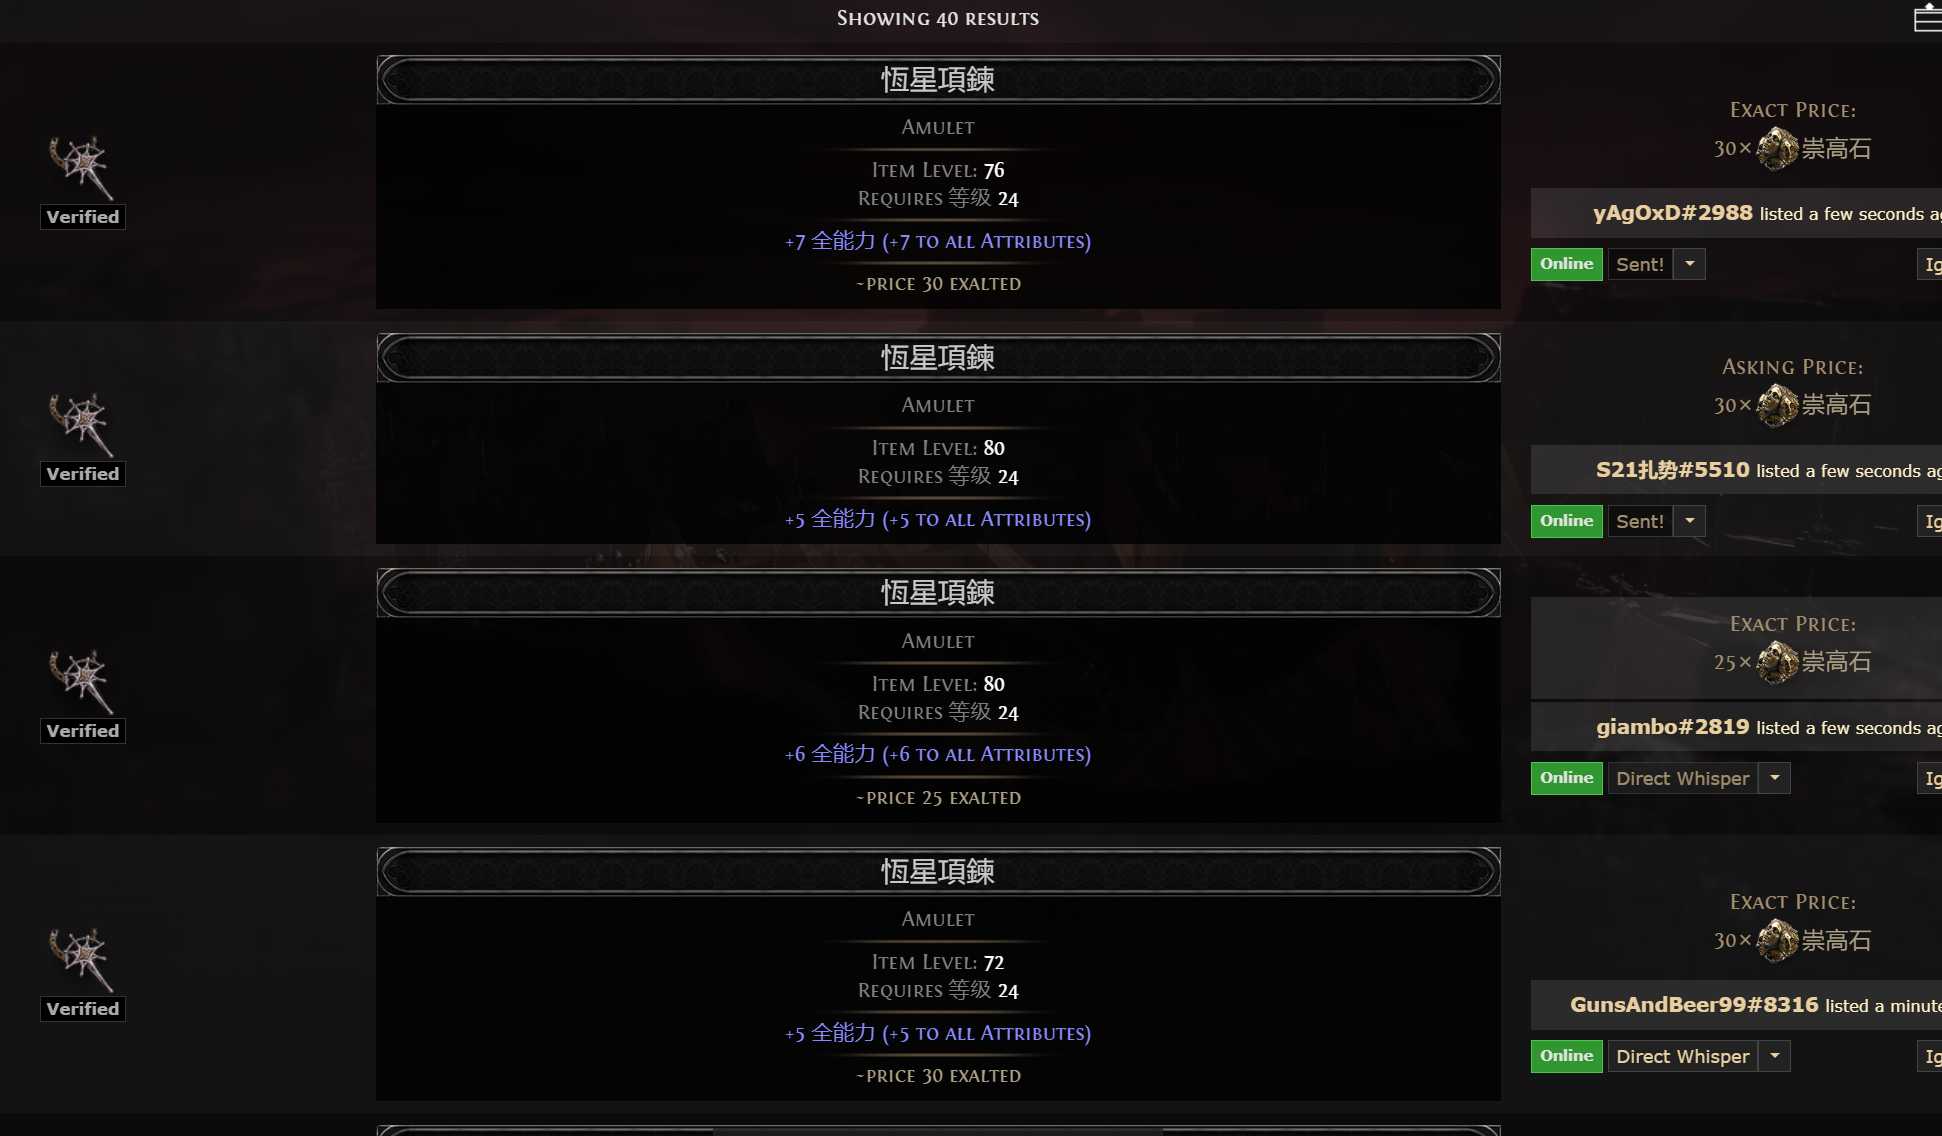 Showing 40 results
恆星項鍊
Amulet
Item Level: 76
Requires 等级 24
+7 全能力 (+7 to all Attributes)
~price 30 exalted
Verified
Exact Price:
30× 崇高石
yAgOxD#2988 listed a few seconds ag
Online Sent!
Ig
恆星項鍊
Amulet
Item Level: 80
Requires 等级 24
+5 全能力 (+5 to all Attributes)
Verified
Asking Price:
30× 崇高石
S21扎势#5510 listed a few seconds ag
Online Sent!
Ig
恆星項鍊
Amulet
Item Level: 80
Requires 等级 24
+6 全能力 (+6 to all Attributes)
~price 25 exalted
Verified
Exact Price:
25× 崇高石
giambo#2819 listed a few seconds ag
Online Direct Whisper
Ig
恆星項鍊
Amulet
Item Level: 72
Requires 等级 24
+5 全能力 (+5 to all Attributes)
~price 30 exalted
Verified
Exact Price:
30× 崇高石
GunsAndBeer99#8316 listed a minute
Online Direct Whisper
Ig